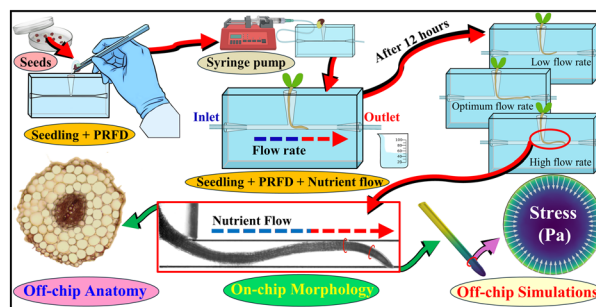 Seeds
Seedling + PRFD
Syringe pump
After 12 hours
Low flow rate
Optimum flow rate
High flow rate
Inlet
Outlet
Flow rate
100
Seedling + PRFD + Nutrient flow
Nutrient Flow
Stress
(Pa)
Off-chip Anatomy
On-chip Morphology
Off-chip Simulations